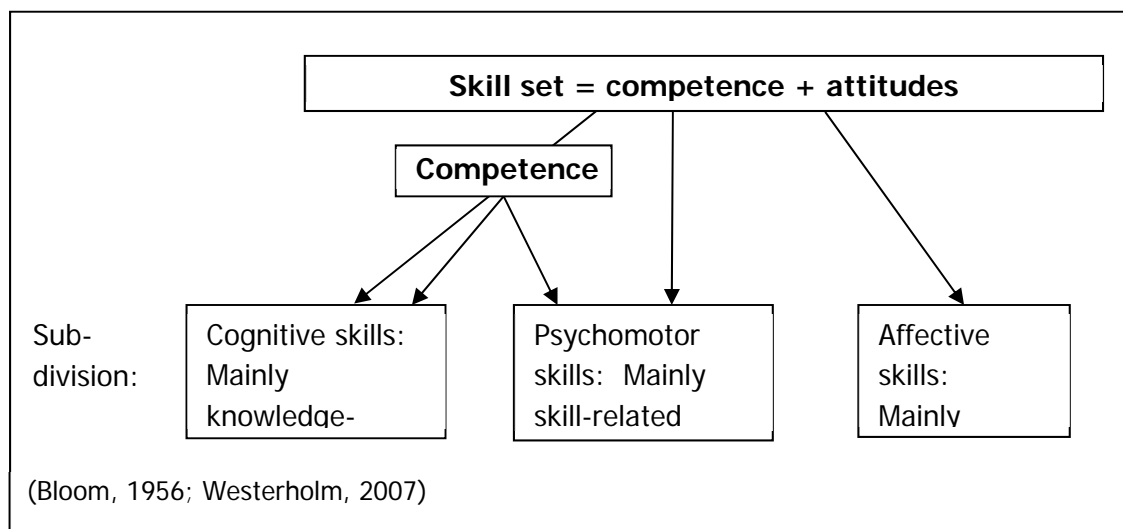 Skill set = competence + attitudes
Competence
Sub-
division:
Cognitive skills:
Mainly
knowledge-
Psychomotor
skills: Mainly
skill-related
Affective
skills:
Mainly
(Bloom, 1956; Westerholm, 2007)